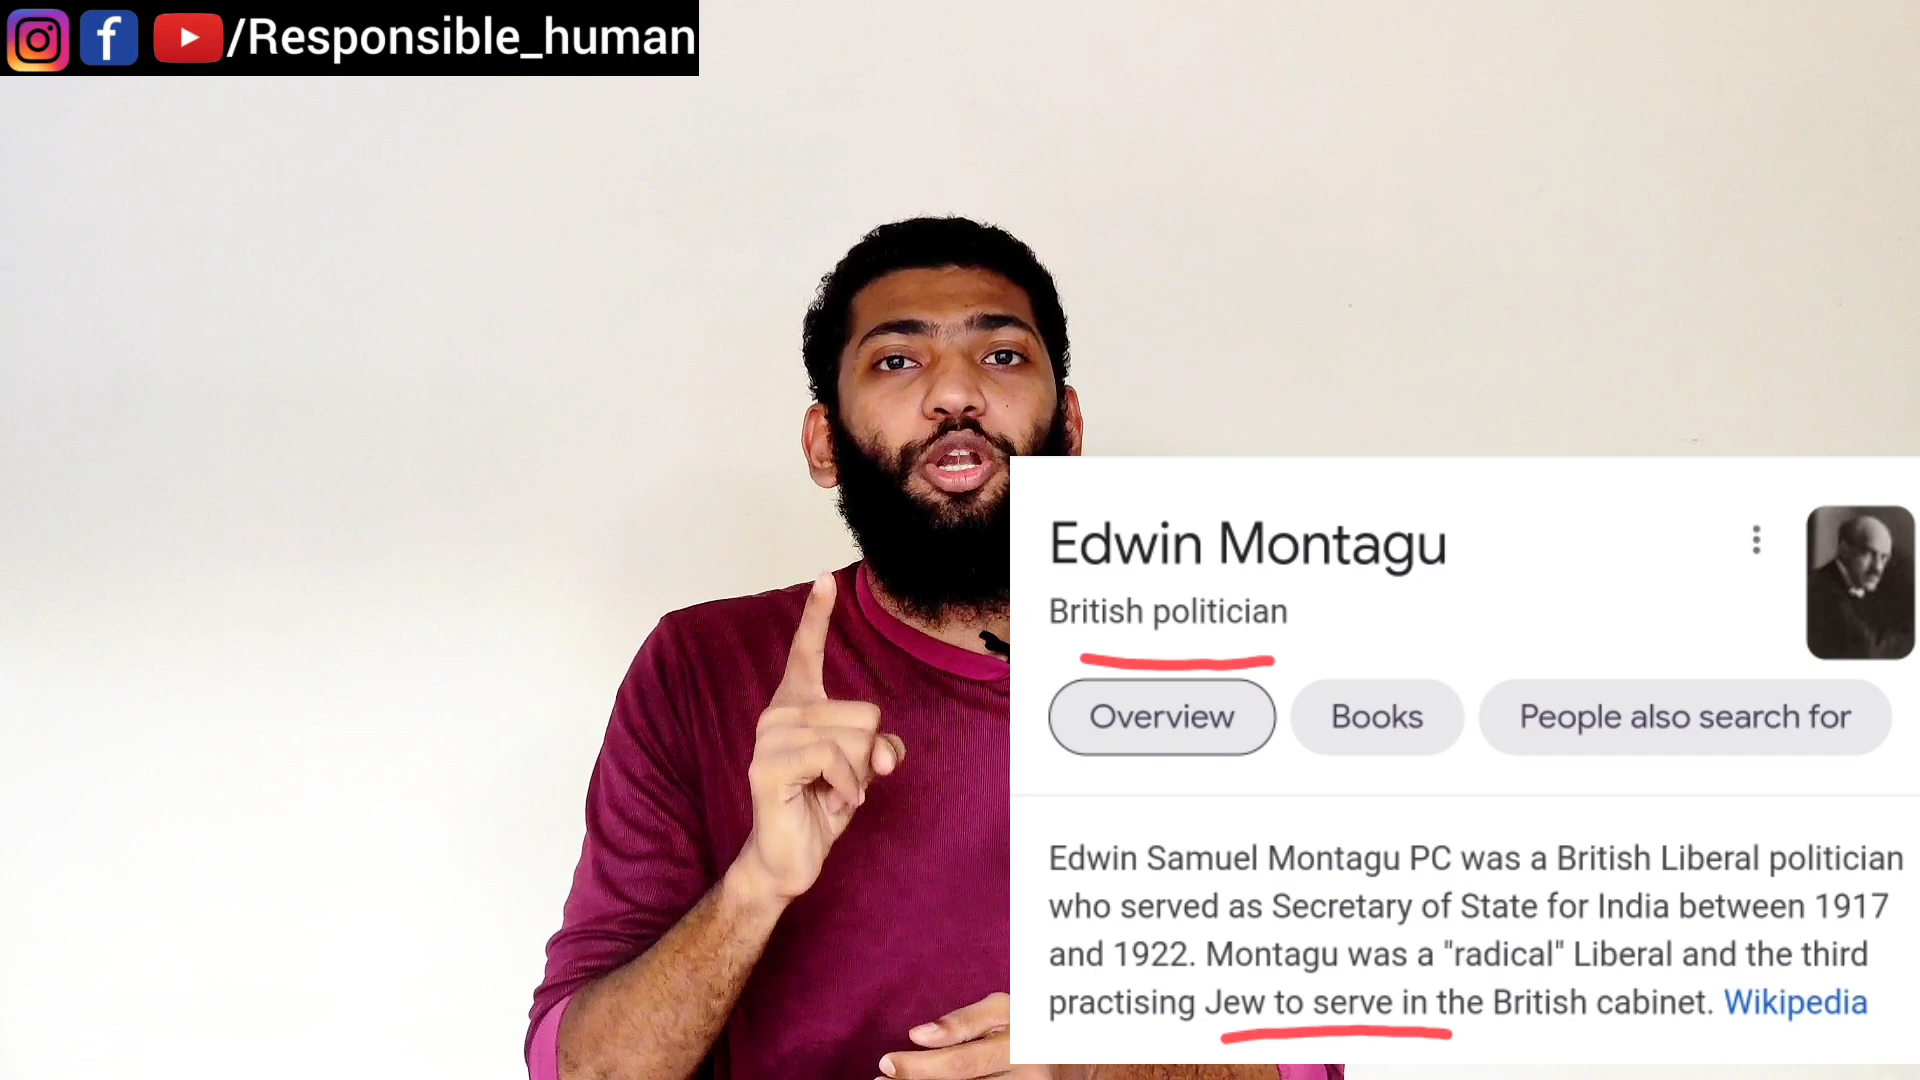 /Responsible_human
Edwin Montagu
British politician
Overview
Books
People also search for
Edwin Samuel Montagu PC was a British Liberal politician
who served as Secretary of State for India between 1917
and 1922. Montagu was a "radical" Liberal and the third
practising Jew to serve in the British cabinet. Wikipedia